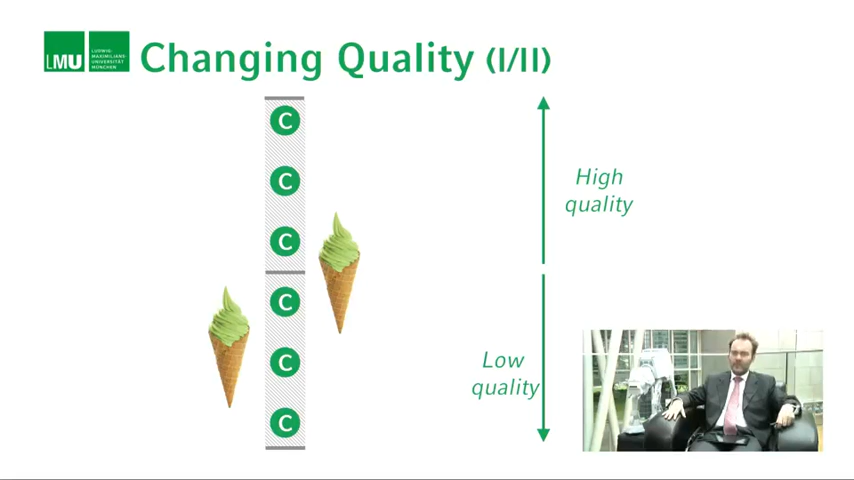 LMU
LUDWIG-
MAXIMILIANS-
UNIVERSITÄT
MÜNCHEN
Changing Quality (I/II)
C
C
C
C
C
C
High
quality
Low
quality